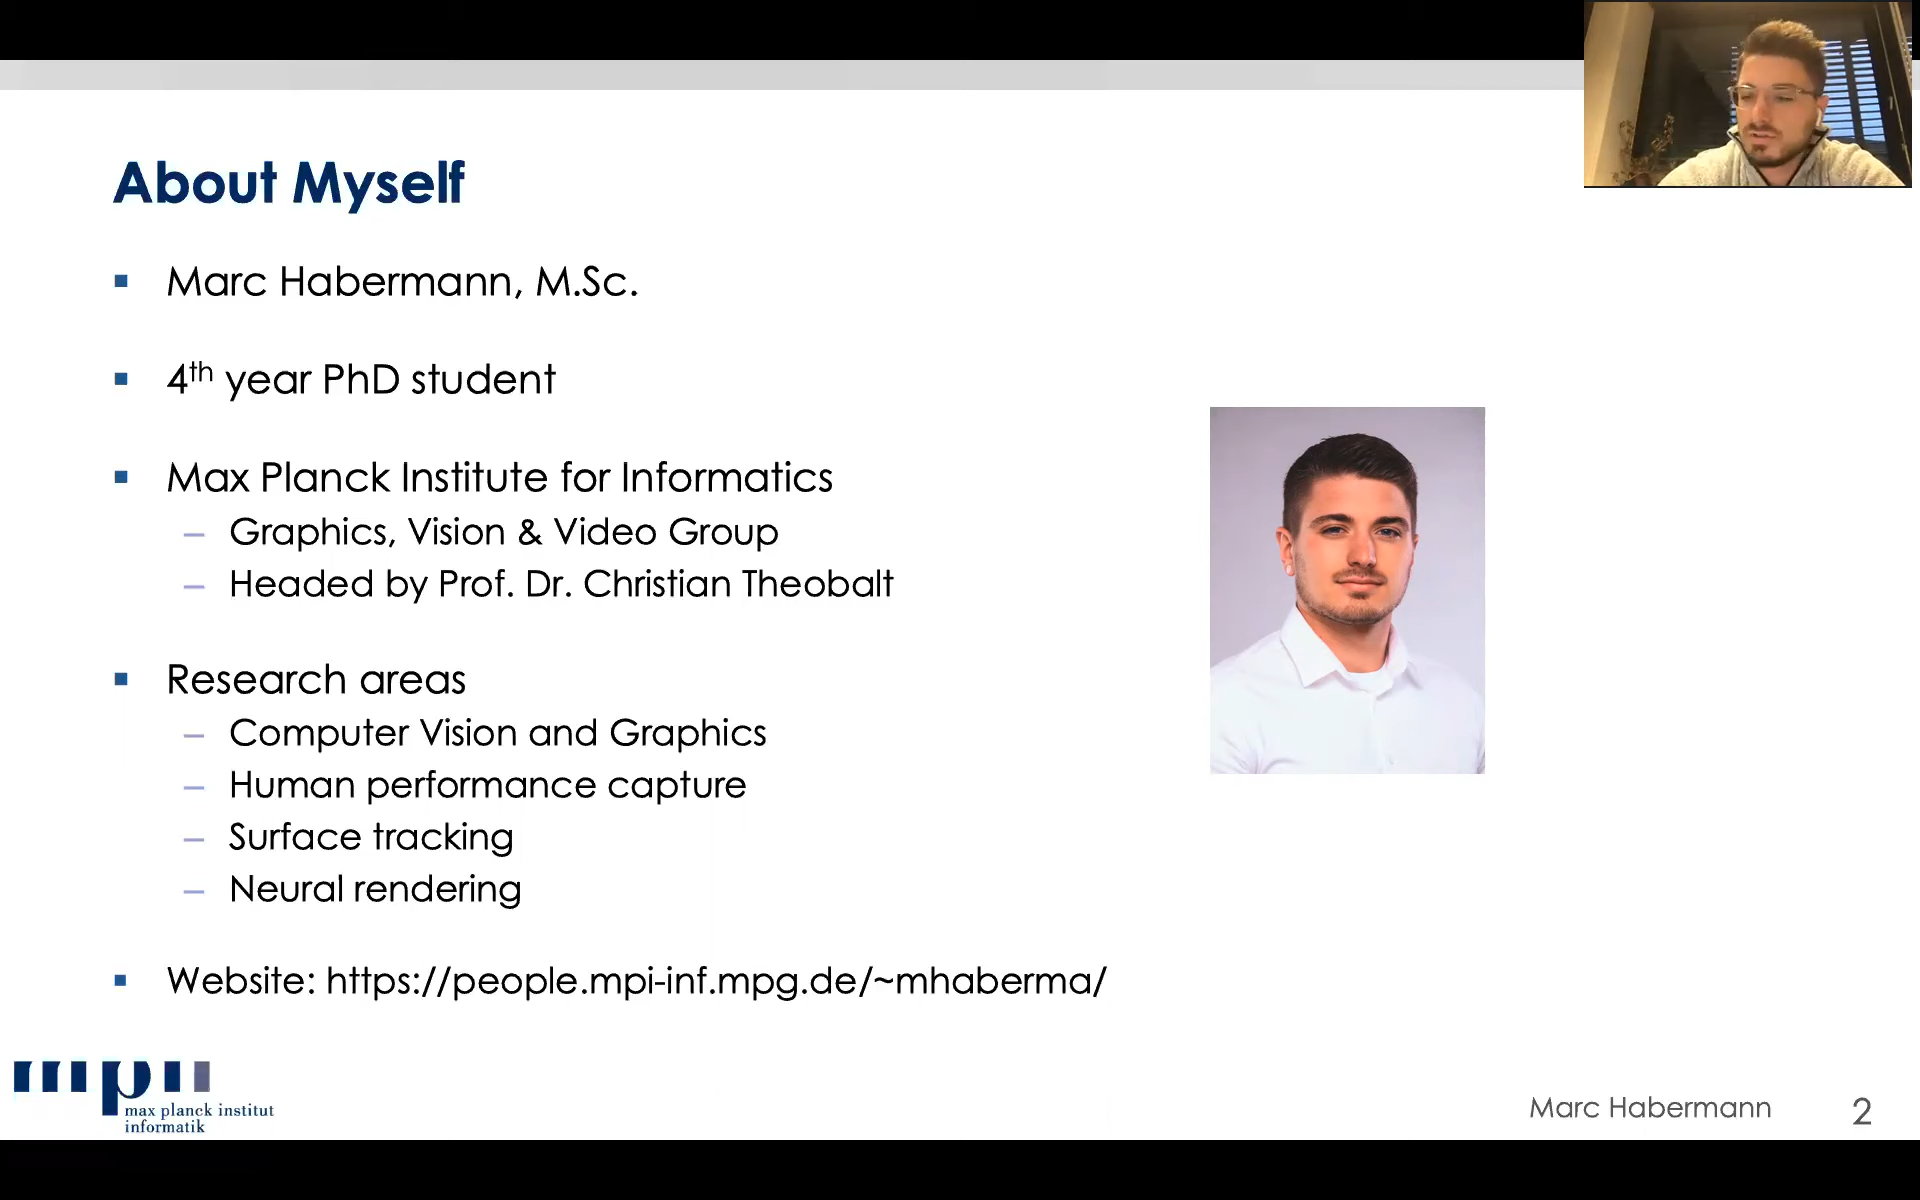 About Myself
Marc Habermann, M.Sc.
4th year PhD student
Max Planck Institute for Informatics
– Graphics, Vision & Video Group
– Headed by Prof. Dr. Christian Theobalt
Research areas
– Computer Vision and Graphics
– Human performance capture
– Surface tracking
– Neural rendering
Website: https://people.mpi-inf.mpg.de/~mhaberma/
mpii
max planck institut
informatik
Marc Habermann
2